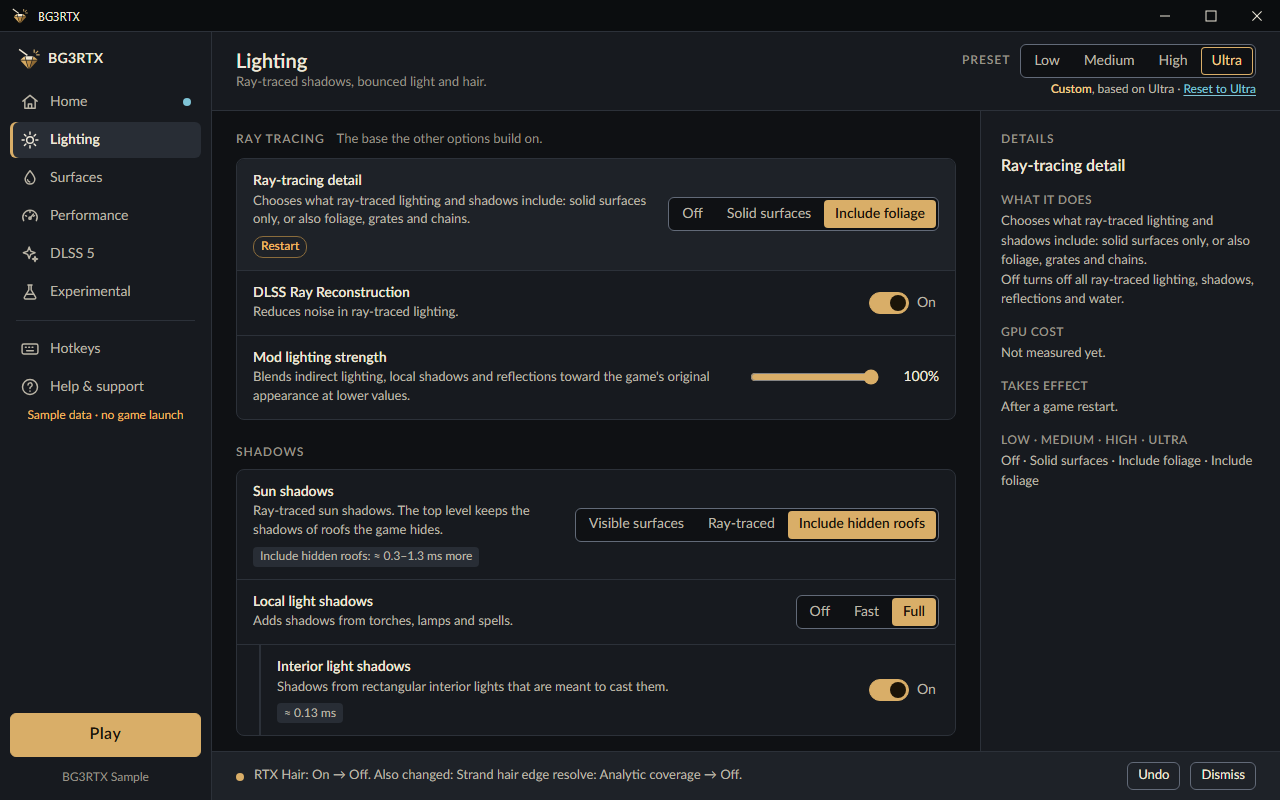 BG3RTX
BG3RTX
Home
Lighting
Surfaces
Performance
DLSS 5
Experimental
Hotkeys
Help & support
Sample data · no game launch
Play
BG3RTX Sample
Lighting
Ray-traced shadows, bounced light and hair.
PRESET
Low
Medium
High
Ultra
Custom, based on Ultra · Reset to Ultra
RAY TRACING The base the other options build on.
Ray-tracing detail
Chooses what ray-traced lighting and shadows include: solid surfaces
only, or also foliage, grates and chains.
Restart
Off
Solid surfaces
Include foliage
DLSS Ray Reconstruction
Reduces noise in ray-traced lighting.
On
Mod lighting strength
Blends indirect lighting, local shadows and reflections toward the game's original
appearance at lower values.
100%
SHADOWS
Sun shadows
Ray-traced sun shadows. The top level keeps the
shadows of roofs the game hides.
Include hidden roofs: ≈ 0.3–1.3 ms more
Visible surfaces
Ray-traced
Include hidden roofs
Local light shadows
Adds shadows from torches, lamps and spells.
Off
Fast
Full
Interior light shadows
Shadows from rectangular interior lights that are meant to cast them.
≈ 0.13 ms
On
DETAILS
Ray-tracing detail
WHAT IT DOES
Chooses what ray-traced lighting and
shadows include: solid surfaces only, or also
foliage, grates and chains.
Off turns off all ray-traced lighting, shadows,
reflections and water.
GPU COST
Not measured yet.
TAKES EFFECT
After a game restart.
LOW · MEDIUM · HIGH · ULTRA
Off · Solid surfaces · Include foliage · Include
foliage
RTX Hair: On → Off. Also changed: Strand hair edge resolve: Analytic coverage → Off.
Undo
Dismiss